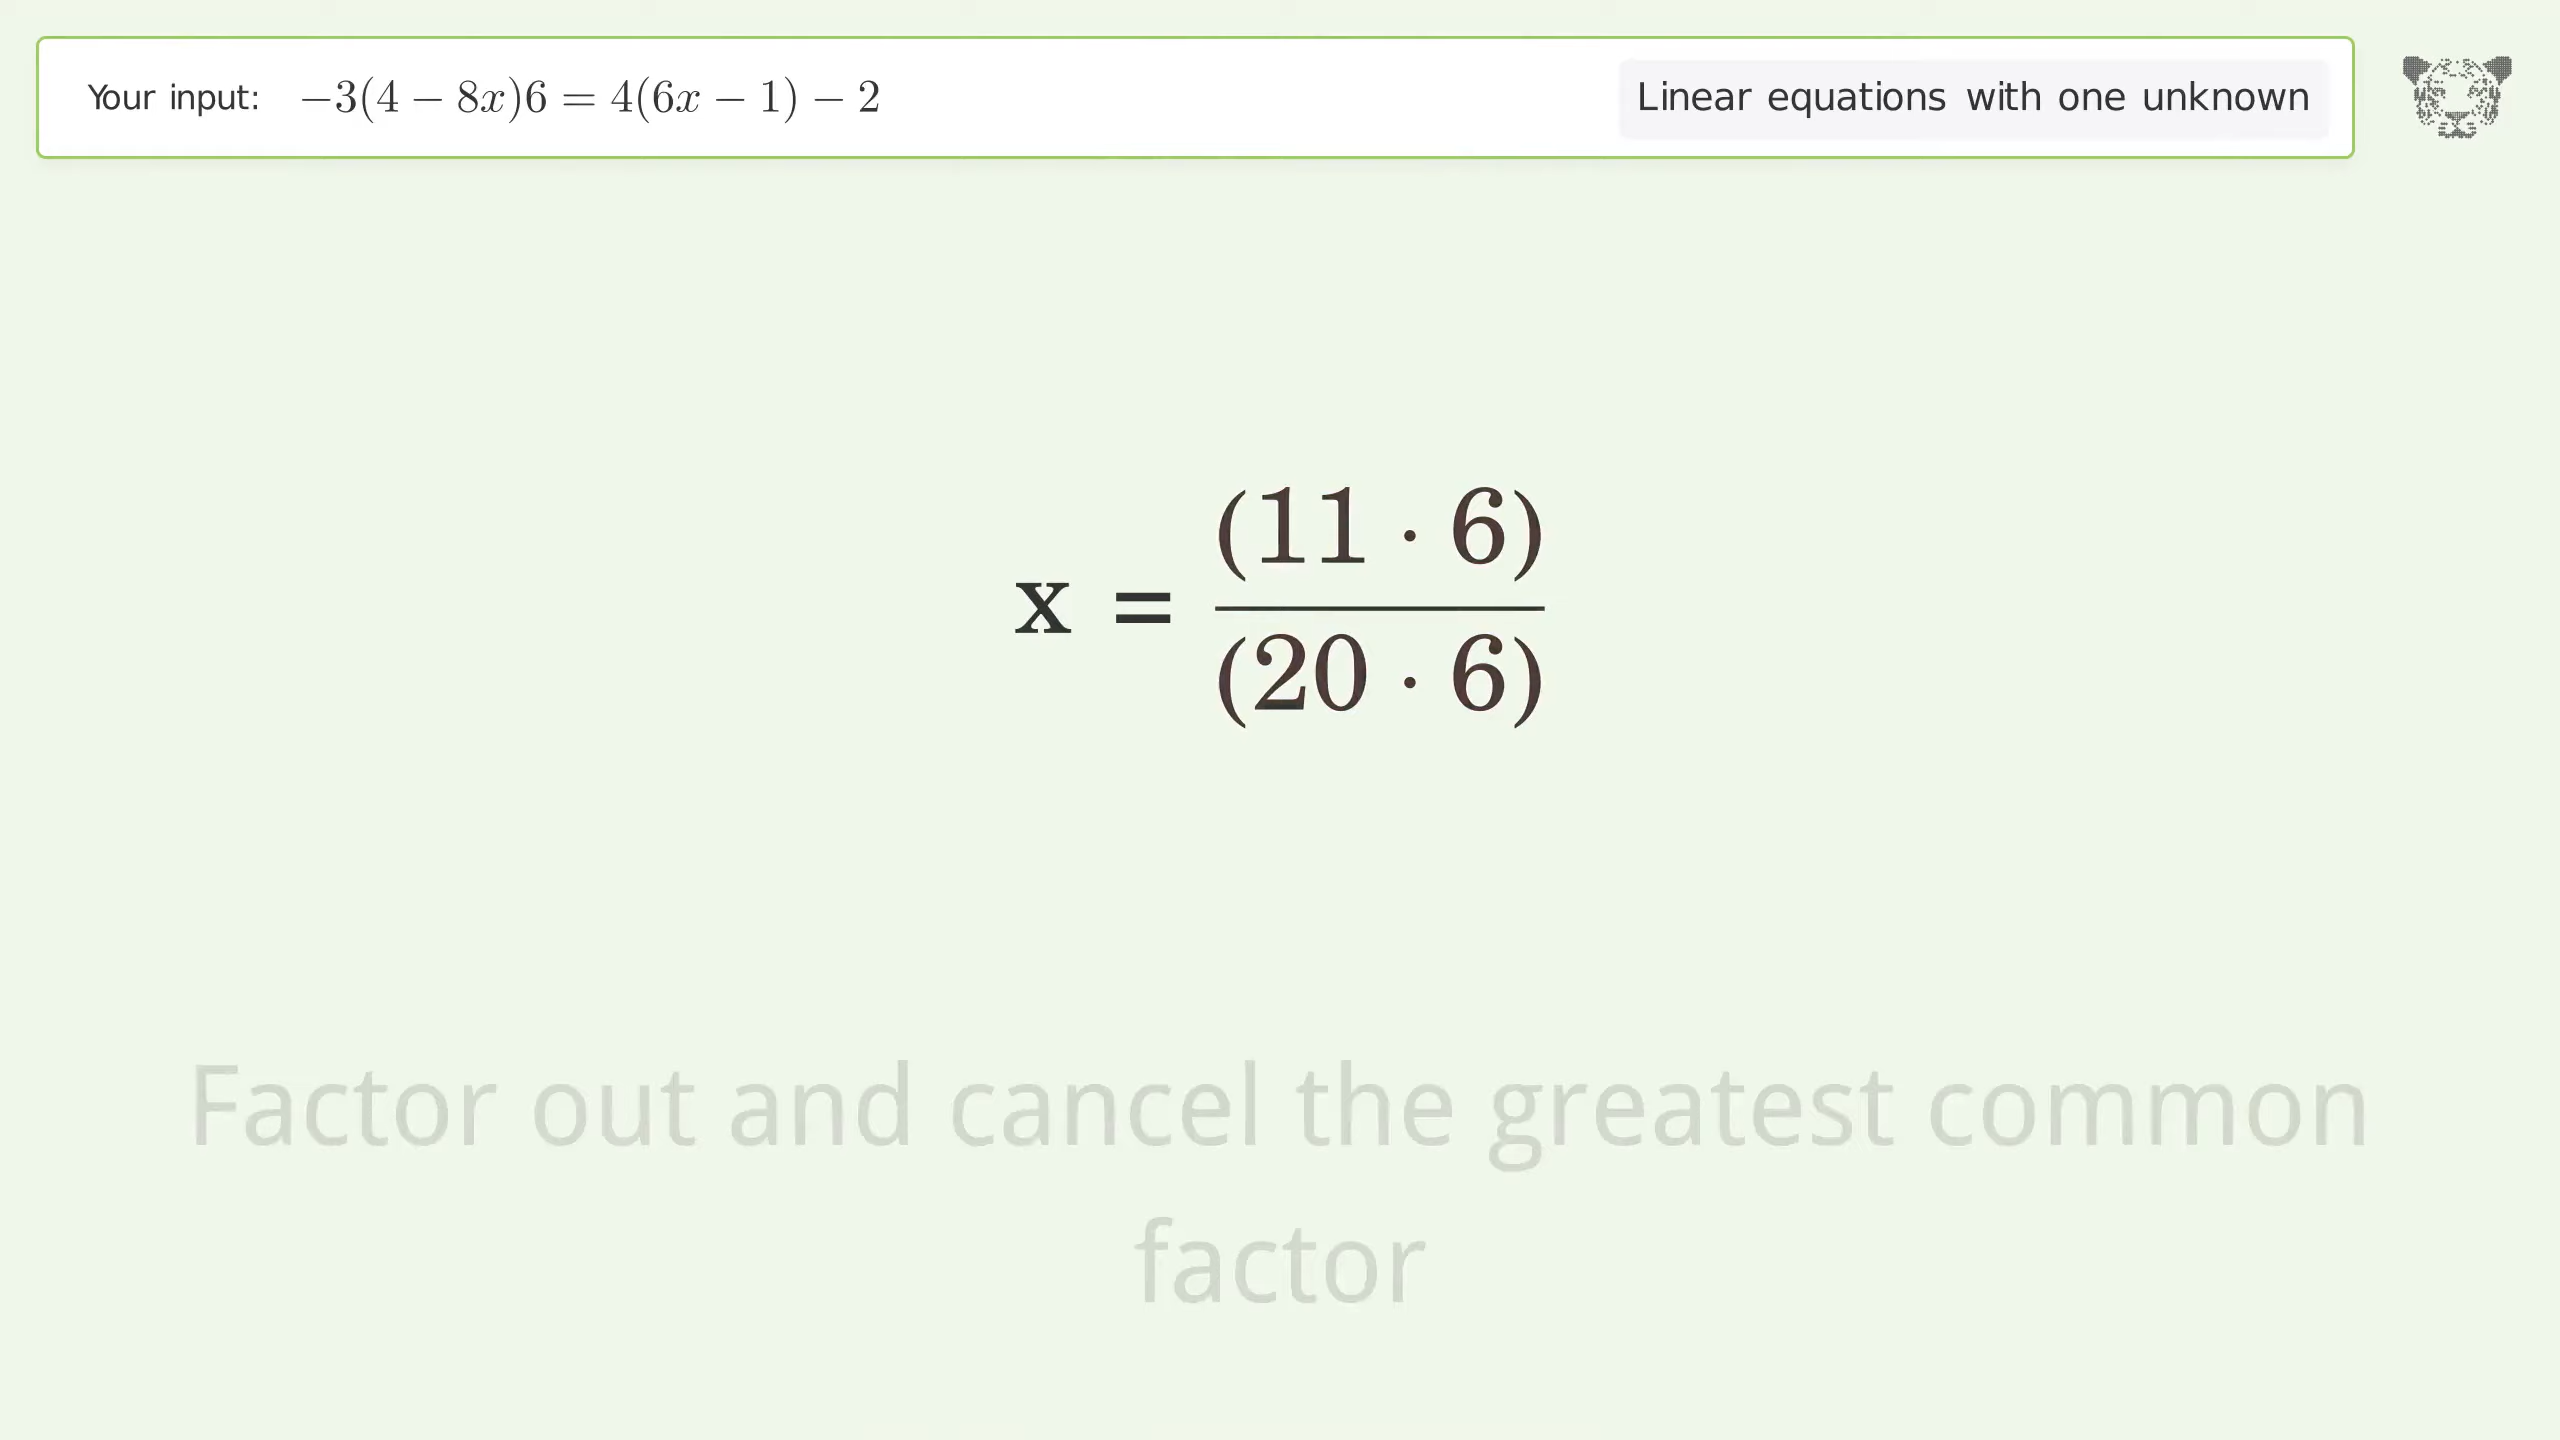 Your input: −3(4 − 8x)6 = 4(6x − 1) − 2 Linear equations with one unknown
x = (11 · 6)/(20 · 6)
Factor out and cancel the greatest common
factor